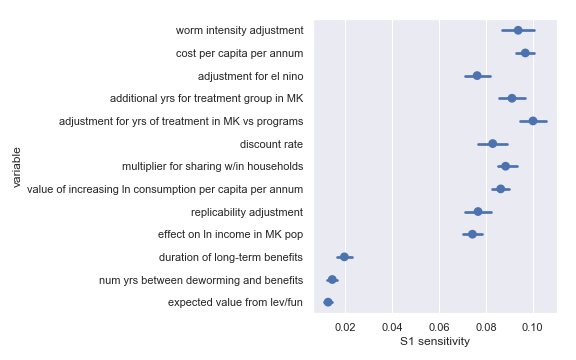 worm intensity adjustment
cost per capita per annum
adjustment for el nino
additional yrs for treatment group in MK
adjustment for yrs of treatment in MK vs programs
discount rate
multiplier for sharing w/in households
value of increasing ln consumption per capita per annum
replicability adjustment
effect on ln income in MK pop
duration of long-term benefits
num yrs between deworming and benefits
expected value from lev/fun
variable
0.02 0.04 0.06 0.08 0.10
S1 sensitivity